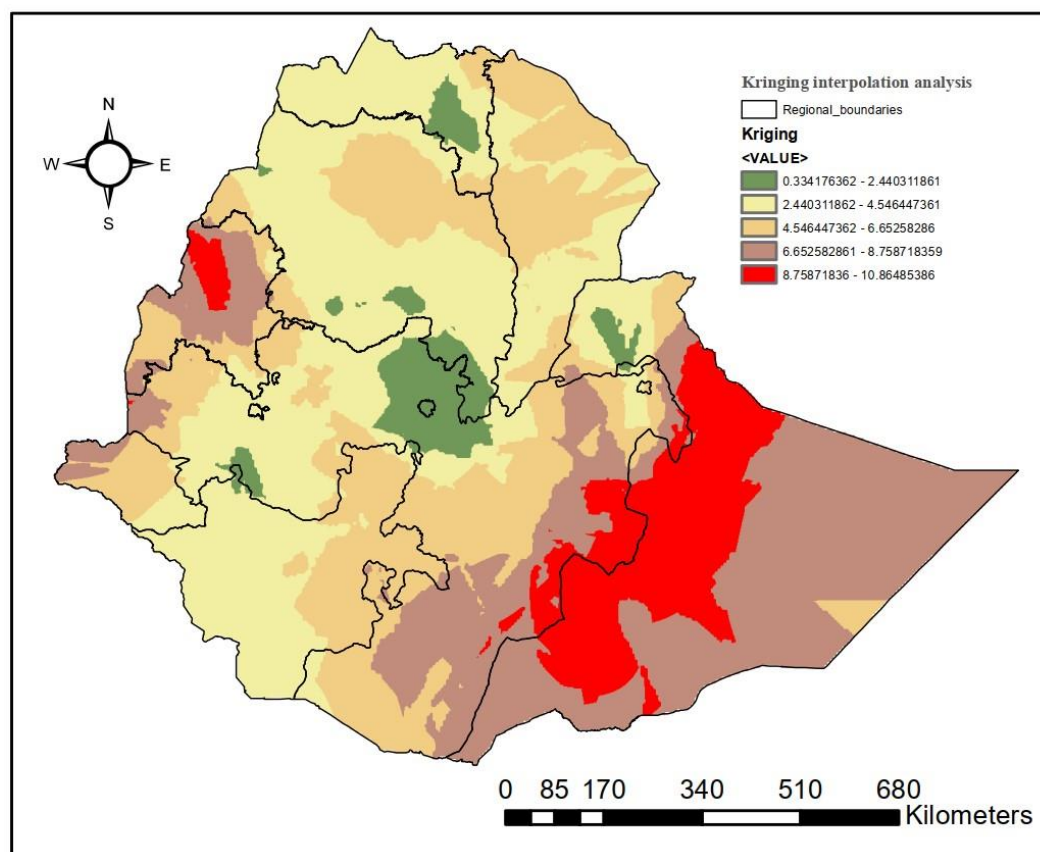 N
W E
S
Kringing interpolation analysis
Regional_boundaries
Kriging
<VALUE>
0.334176362 - 2.440311861
2.440311862 - 4.546447361
4.546447362 - 6.65258286
6.652582861 - 8.758718359
8.75871836 - 10.86485386
0 85 170 340 510 680
Kilometers